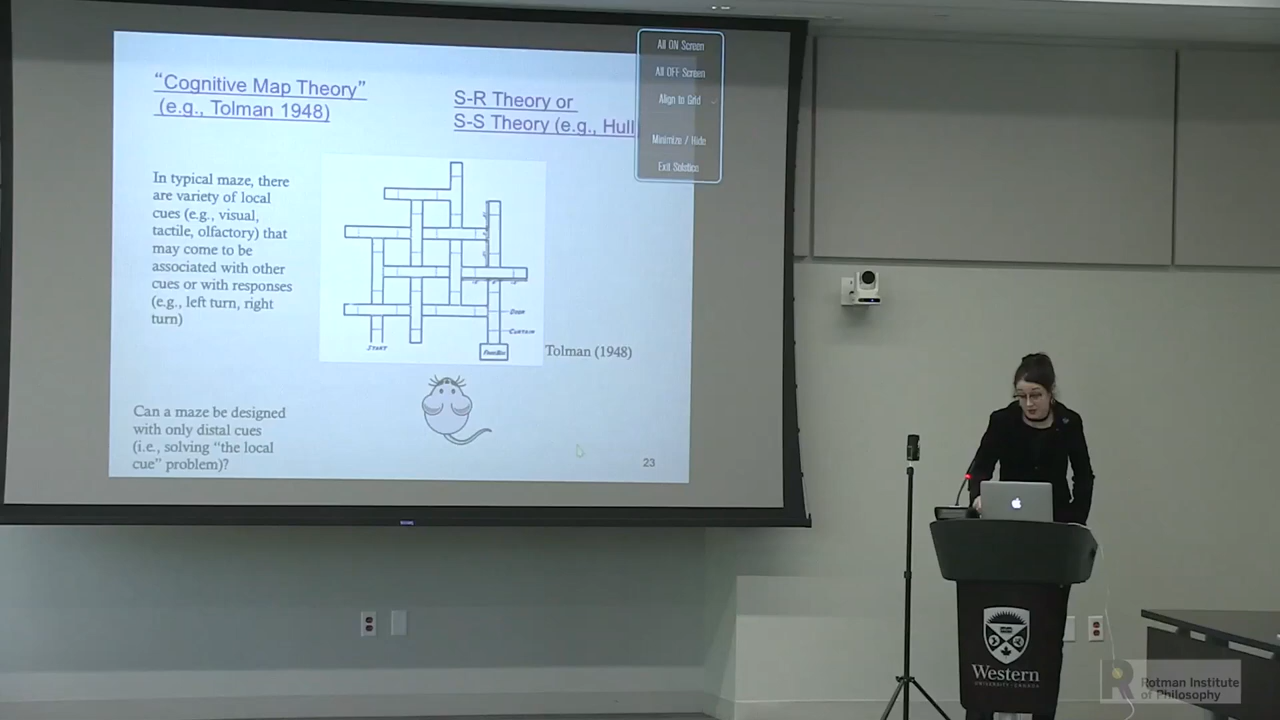 "Cognitive Map Theory"
(e.g., Tolman 1948)
S-R Theory or
S-S Theory (e.g., Hull
All ON Screen
All OFF Screen
Align to Grid
Minimize / Hide
Exit Solstice
In typical maze, there
are variety of local
cues (e.g., visual,
tactile, olfactory) that
may come to be
associated with other
cues or with responses
(e.g., left turn, right
turn)
DOOR
CURTAIN
START
FOOD BOX
Tolman (1948)
Can a maze be designed
with only distal cues
(i.e., solving "the local
cue" problem)?
23
Western
UNIVERSITY · CANADA
R
Rotman Institute
of Philosophy